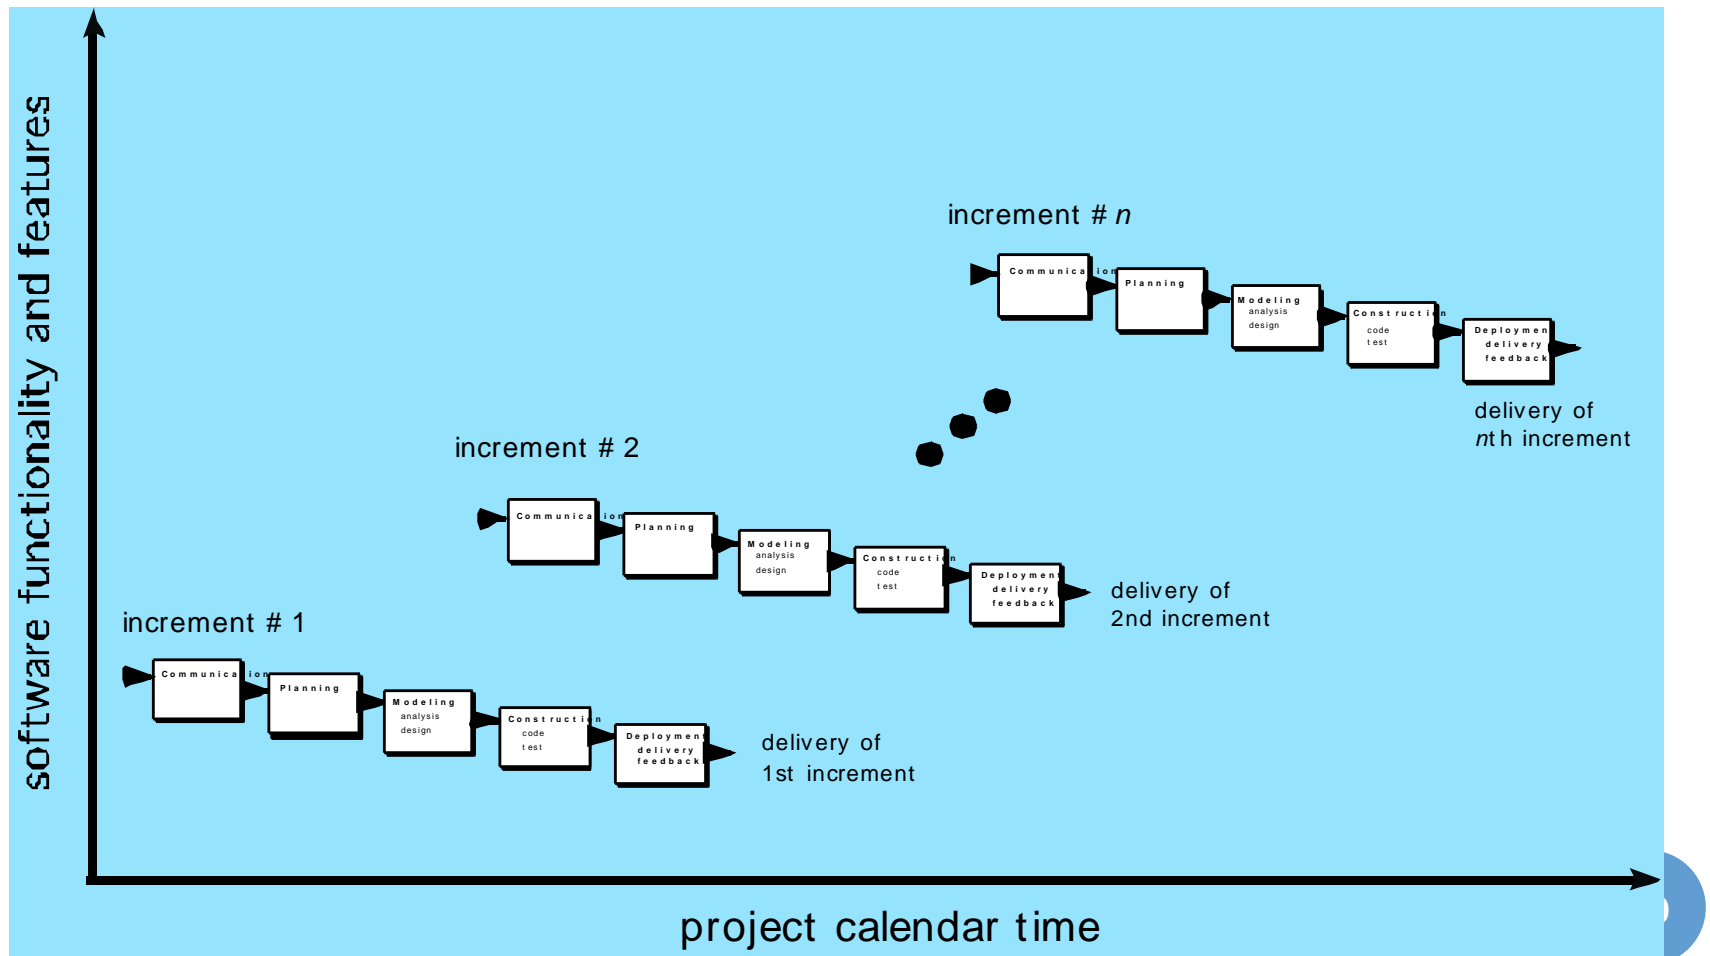 software functionality and features
increment # n
Communication
Planning
Modeling
analysis
design
Construction
code
test
Deployment
delivery
feedback
delivery of
nth increment
increment # 2
Communication
Planning
Modeling
analysis
design
Construction
code
test
Deployment
delivery
feedback
delivery of
2nd increment
increment # 1
Communication
Planning
Modeling
analysis
design
Construction
code
test
Deployment
delivery
feedback
delivery of
1st increment
project calendar time